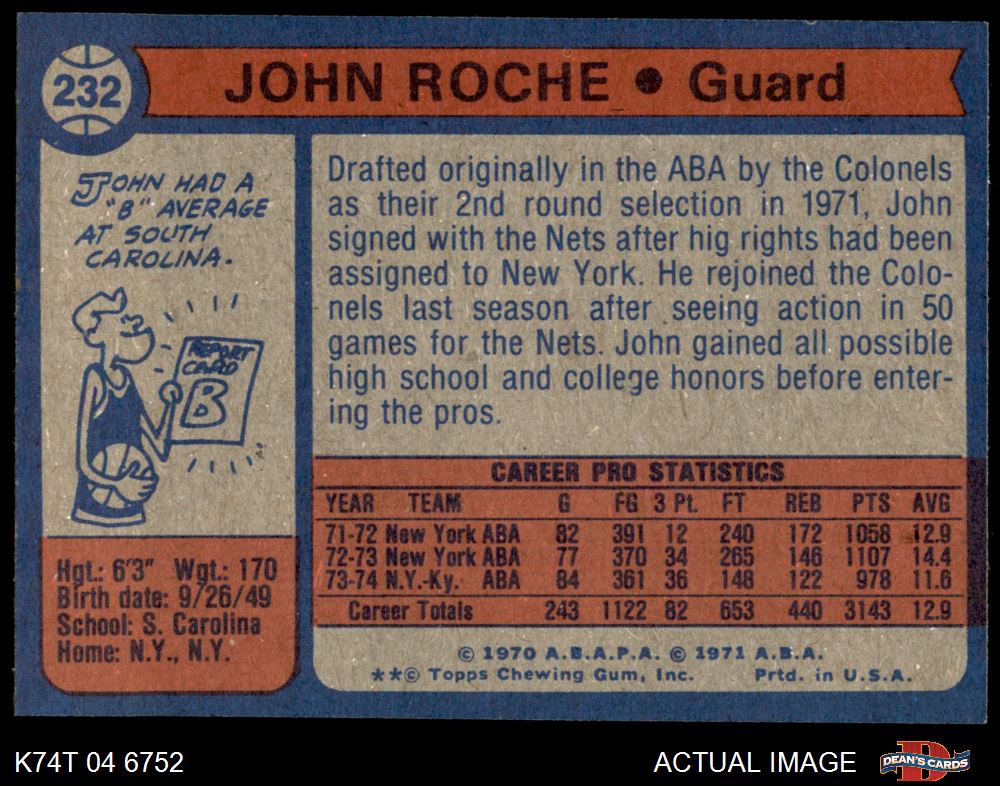 232
JOHN ROCHE • Guard
JOHN HAD A
"B" AVERAGE
AT SOUTH
CAROLINA.
REPORT
CARD
B
Hgt.: 6'3" Wgt.: 170
Birth date: 9/26/49
School: S. Carolina
Home: N.Y., N.Y.
Drafted originally in the ABA by the Colonels
as their 2nd round selection in 1971, John
signed with the Nets after hig rights had been
assigned to New York. He rejoined the Colo-
nels last season after seeing action in 50
games for the Nets. John gained all possible
high school and college honors before enter-
ing the pros.
CAREER PRO STATISTICS
YEAR TEAM G FG 3 Pt. FT REB PTS AVG
71-72 New York ABA 82 391 12 240 172 1058 12.9
72-73 New York ABA 77 370 34 265 146 1107 14.4
73-74 N.Y.-Ky. ABA 84 361 36 148 122 978 11.6
Career Totals 243 1122 82 653 440 3143 12.9
© 1970 A.B.A.P.A. © 1971 A.B.A.
**© Topps Chewing Gum, Inc. Prtd. in U.S.A.
K74T 04 6752
ACTUAL IMAGE
D
DEAN'S CARDS